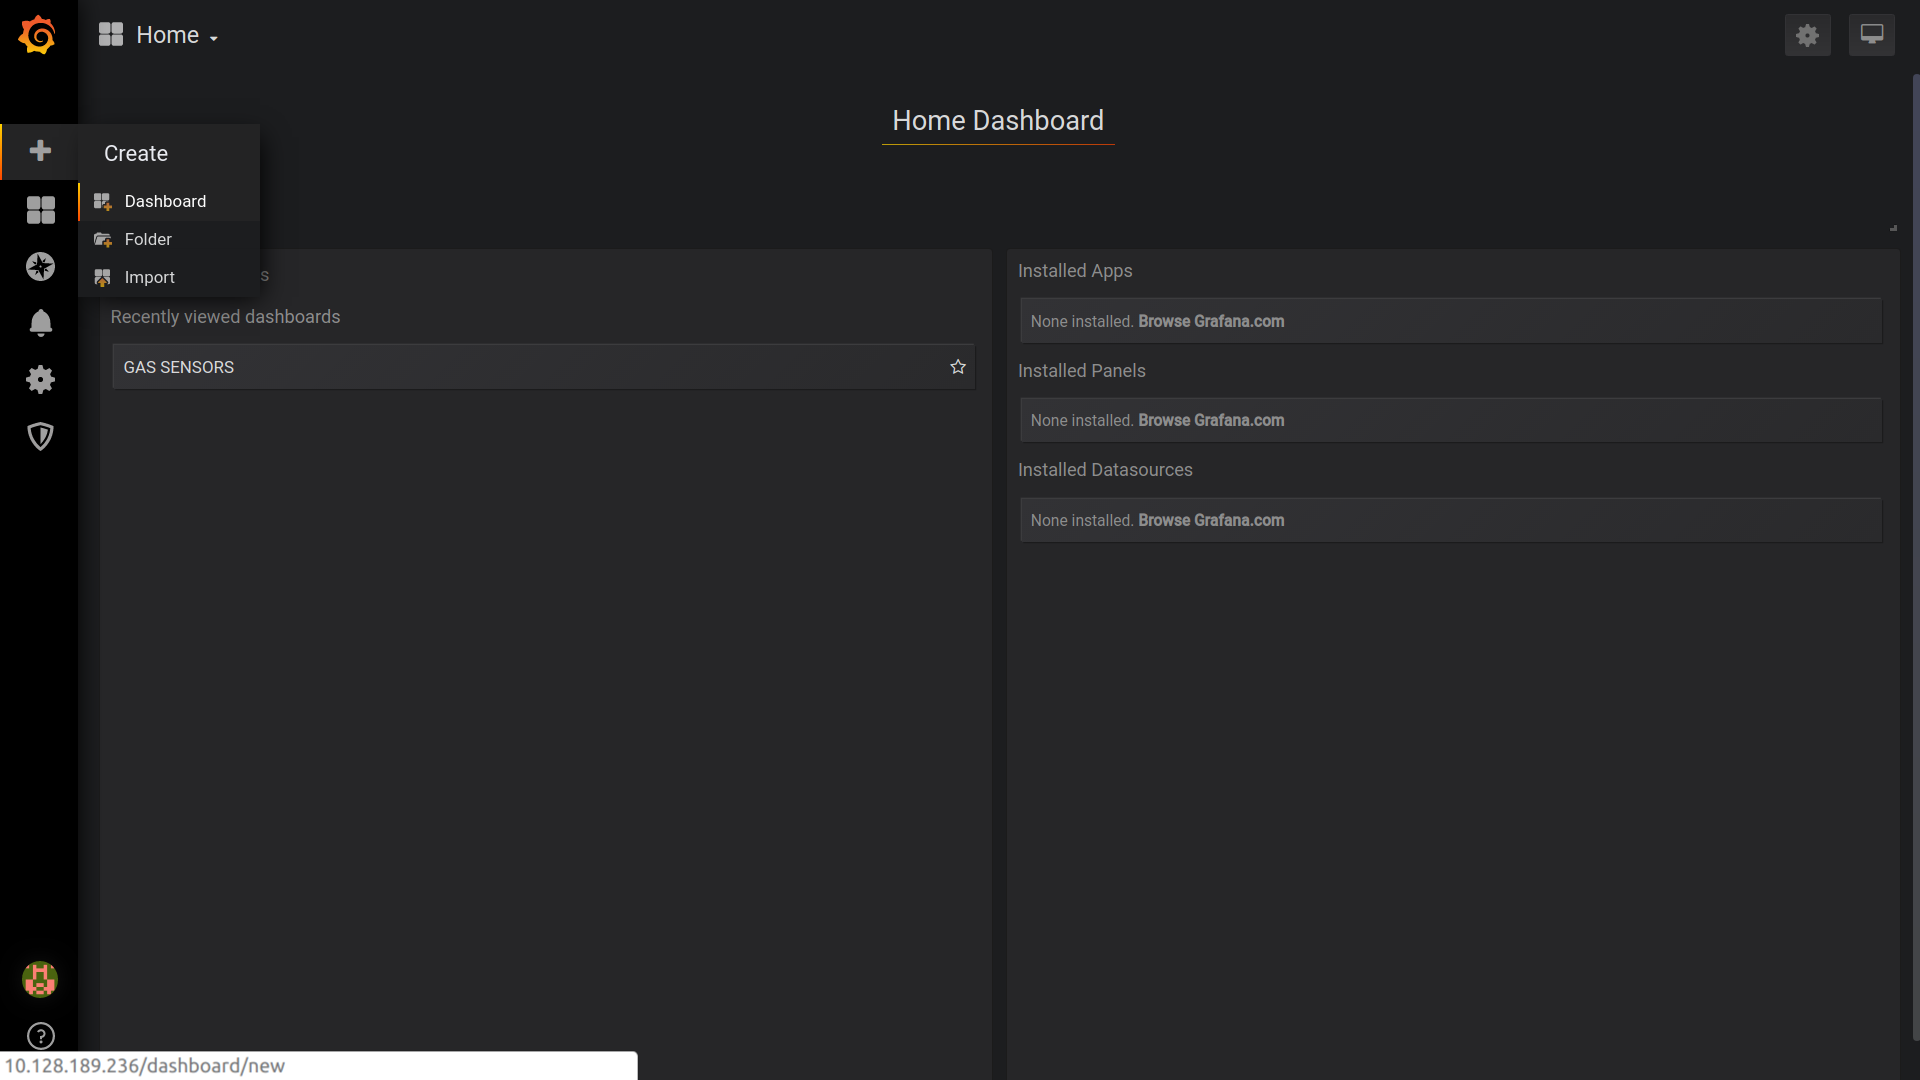 Home
Home Dashboard
Create
Dashboard
Folder
Import
s
Recently viewed dashboards
GAS SENSORS
Installed Apps
None installed. Browse Grafana.com
Installed Panels
None installed. Browse Grafana.com
Installed Datasources
None installed. Browse Grafana.com
?
10.128.189.236/dashboard/new